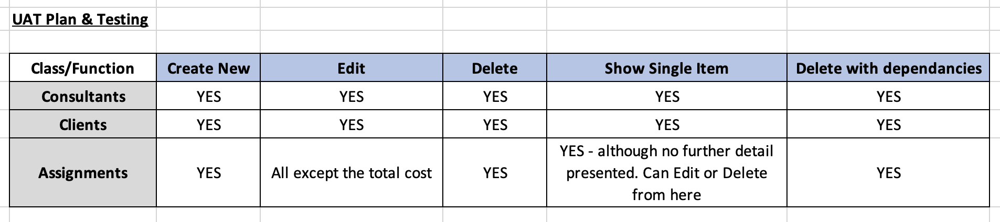 UAT Plan & Testing
Class/Function Create New Edit Delete Show Single Item Delete with dependancies
Consultants YES YES YES YES YES
Clients YES YES YES YES YES
Assignments YES All except the total cost YES YES - although no further detail
presented. Can Edit or Delete
from here YES